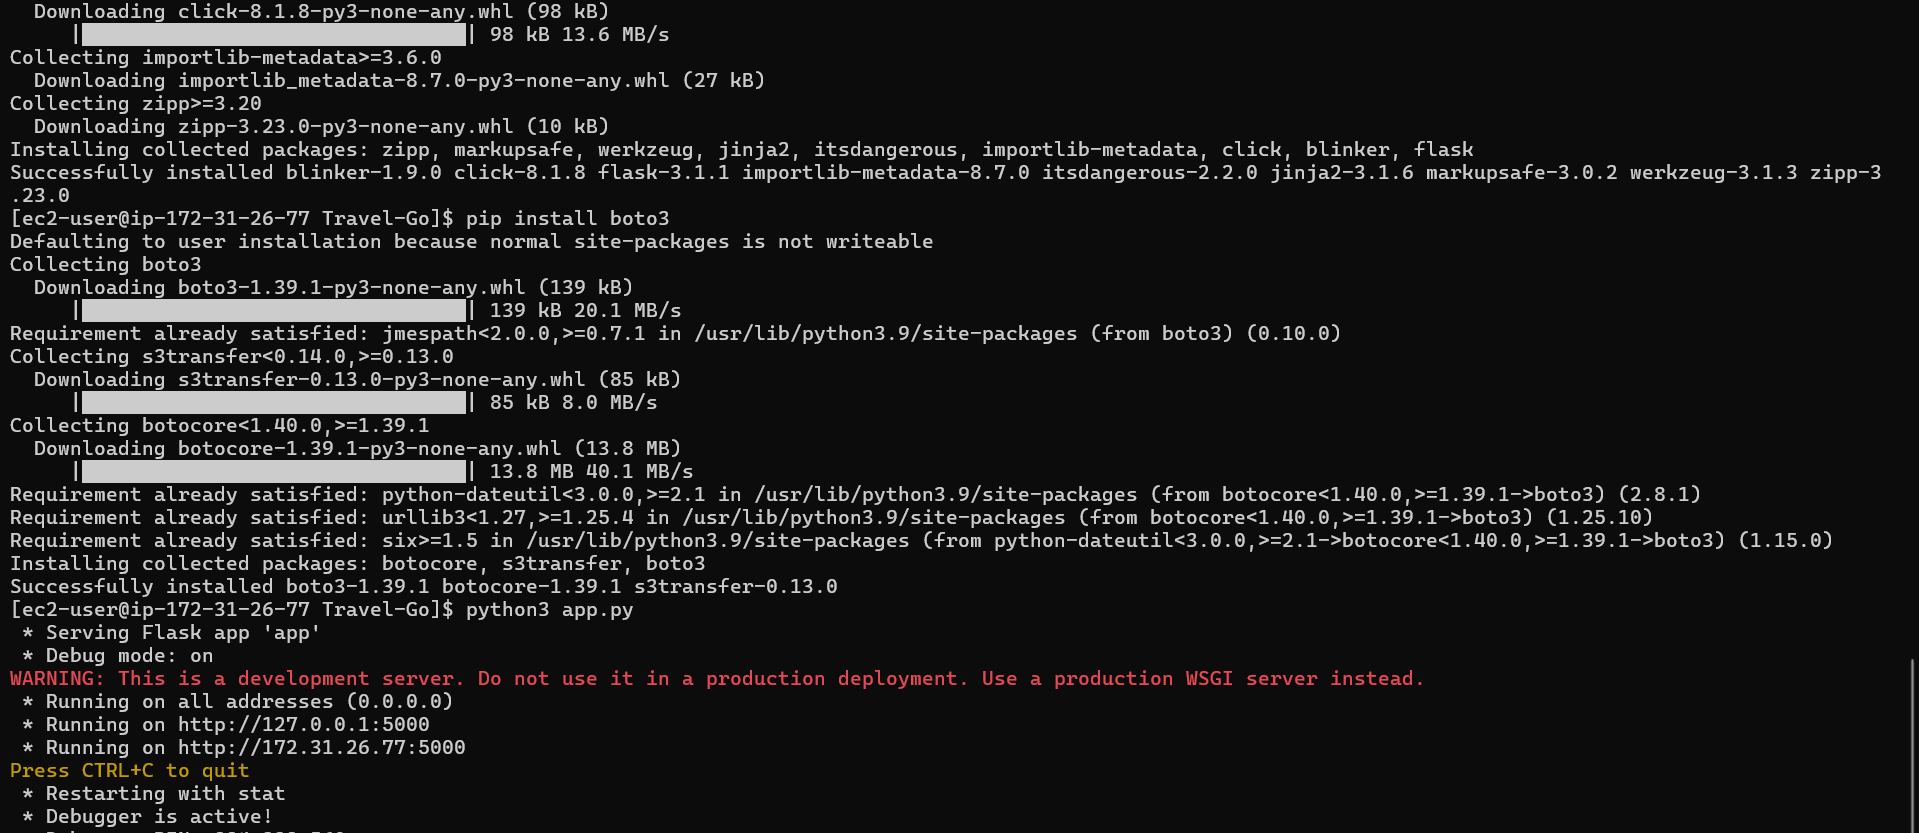 Downloading click-8.1.8-py3-none-any.whl (98 kB)
| | 98 kB 13.6 MB/s
Collecting importlib-metadata>=3.6.0
Downloading importlib_metadata-8.7.0-py3-none-any.whl (27 kB)
Collecting zipp>=3.20
Downloading zipp-3.23.0-py3-none-any.whl (10 kB)
Installing collected packages: zipp, markupsafe, werkzeug, jinja2, itsdangerous, importlib-metadata, click, blinker, flask
Successfully installed blinker-1.9.0 click-8.1.8 flask-3.1.1 importlib-metadata-8.7.0 itsdangerous-2.2.0 jinja2-3.1.6 markupsafe-3.0.2 werkzeug-3.1.3 zipp-3
.23.0
[ec2-user@ip-172-31-26-77 Travel-Go]$ pip install boto3
Defaulting to user installation because normal site-packages is not writeable
Collecting boto3
Downloading boto3-1.39.1-py3-none-any.whl (139 kB)
| | 139 kB 20.1 MB/s
Requirement already satisfied: jmespath<2.0.0,>=0.7.1 in /usr/lib/python3.9/site-packages (from boto3) (0.10.0)
Collecting s3transfer<0.14.0,>=0.13.0
Downloading s3transfer-0.13.0-py3-none-any.whl (85 kB)
| | 85 kB 8.0 MB/s
Collecting botocore<1.40.0,>=1.39.1
Downloading botocore-1.39.1-py3-none-any.whl (13.8 MB)
| | 13.8 MB 40.1 MB/s
Requirement already satisfied: python-dateutil<3.0.0,>=2.1 in /usr/lib/python3.9/site-packages (from botocore<1.40.0,>=1.39.1->boto3) (2.8.1)
Requirement already satisfied: urllib3<1.27,>=1.25.4 in /usr/lib/python3.9/site-packages (from botocore<1.40.0,>=1.39.1->boto3) (1.25.10)
Requirement already satisfied: six>=1.5 in /usr/lib/python3.9/site-packages (from python-dateutil<3.0.0,>=2.1->botocore<1.40.0,>=1.39.1->boto3) (1.15.0)
Installing collected packages: botocore, s3transfer, boto3
Successfully installed boto3-1.39.1 botocore-1.39.1 s3transfer-0.13.0
[ec2-user@ip-172-31-26-77 Travel-Go]$ python3 app.py
* Serving Flask app 'app'
* Debug mode: on
WARNING: This is a development server. Do not use it in a production deployment. Use a production WSGI server instead.
* Running on all addresses (0.0.0.0)
* Running on http://127.0.0.1:5000
* Running on http://172.31.26.77:5000
Press CTRL+C to quit
* Restarting with stat
* Debugger is active!